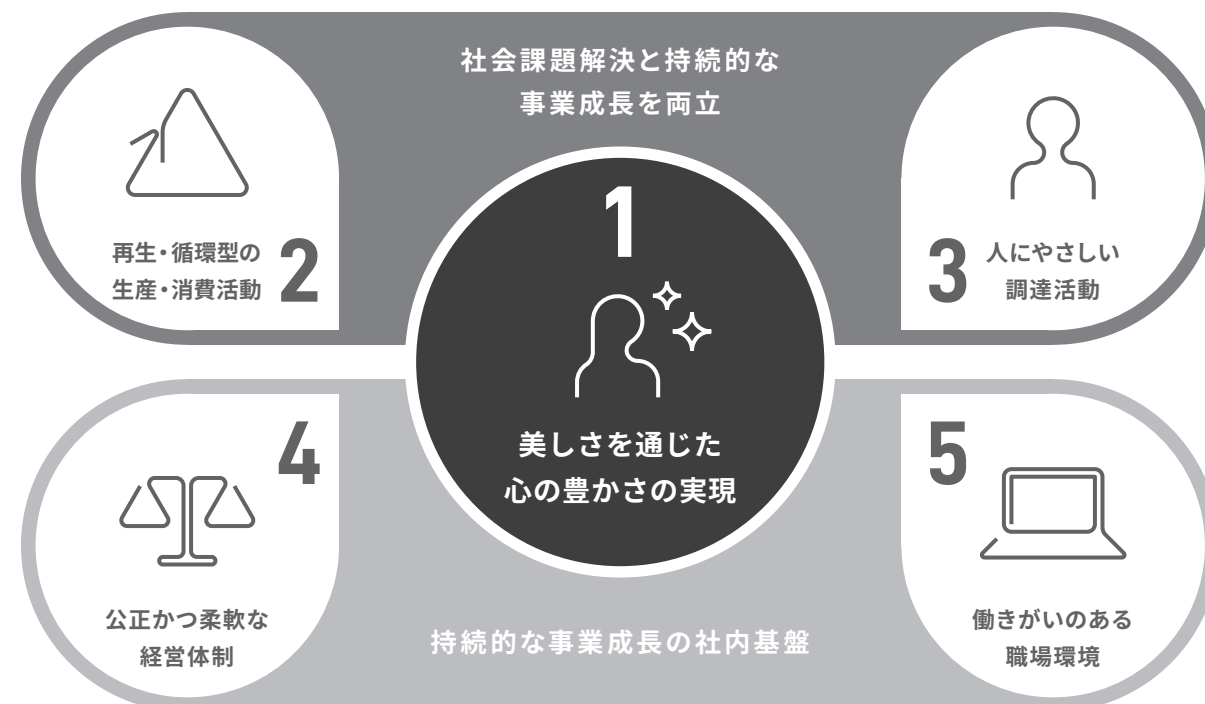 社会課題解決と持続的な
事業成長を両立
1
美しさを通じた
心の豊かさの実現
再生・循環型の
生産・消費活動
2
3
人にやさしい
調達活動
4
公正かつ柔軟な
経営体制
5
働きがいのある
職場環境
持続的な事業成長の社内基盤